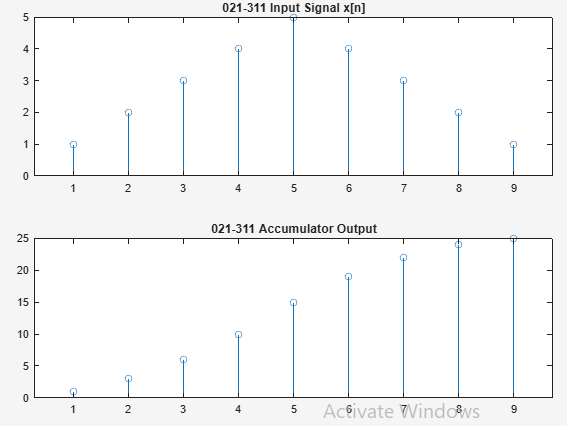 021-311 Input Signal x[n]
5
4
3
2
1
0
1 2 3 4 5 6 7 8 9
021-311 Accumulator Output
25
20
15
10
5
0
1 2 3 4 5 6 7 8 9
Activate Windows